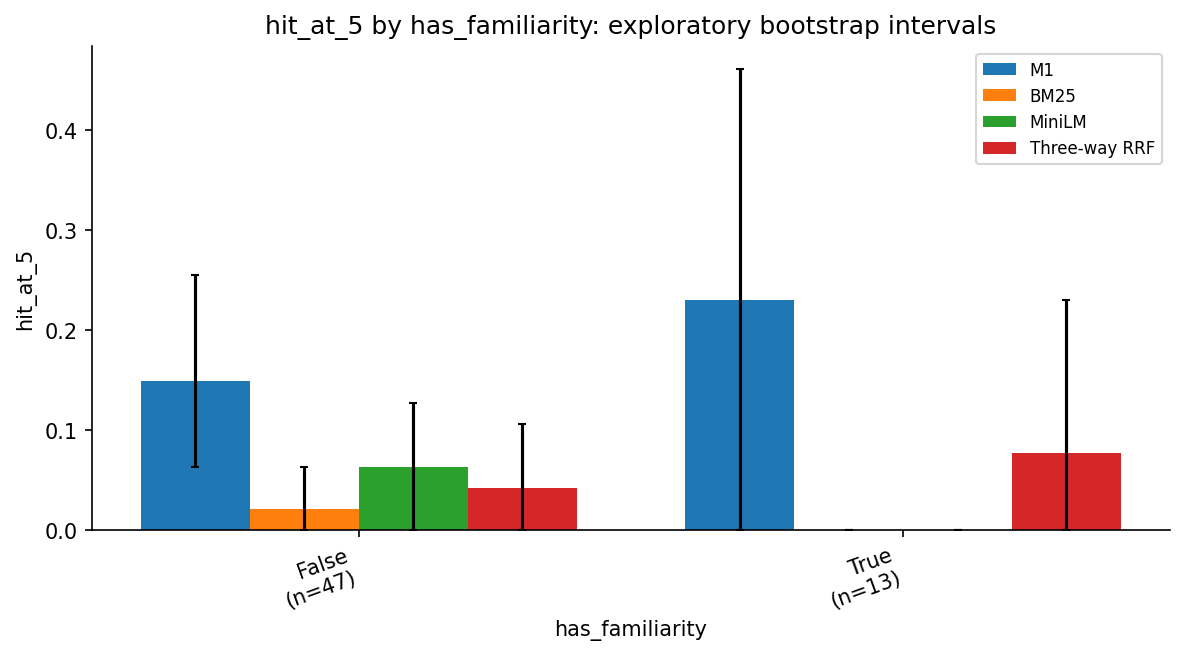 hit_at_5 by has_familiarity: exploratory bootstrap intervals
M1
BM25
MiniLM
Three-way RRF
hit_at_5
0.4
0.3
0.2
0.1
0.0
False
(n=47)
True
(n=13)
has_familiarity